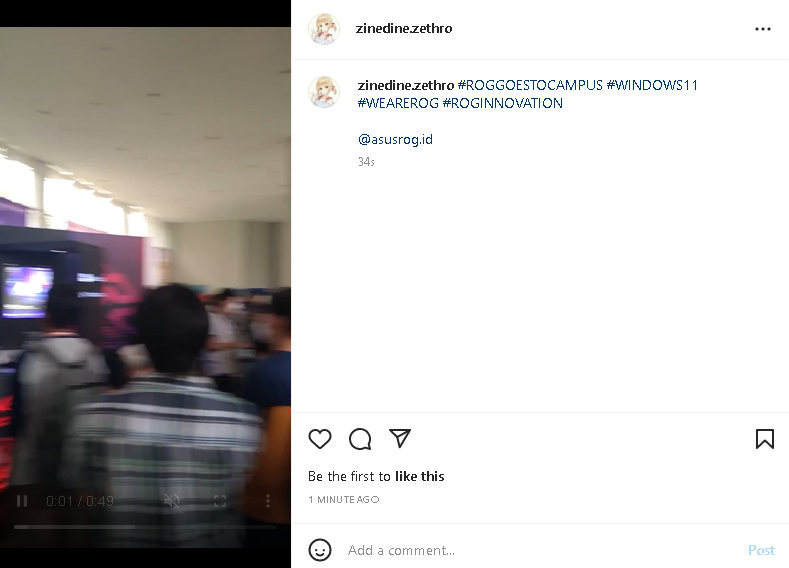 zinedine.zethro
zinedine.zethro #ROGGOESTOCAMPUS #WINDOWS11
#WEAREROG #ROGINNOVATION
@asusrog.id
34s
Be the first to like this
1 MINUTE AGO
0:01 / 0:49
Add a comment... Post